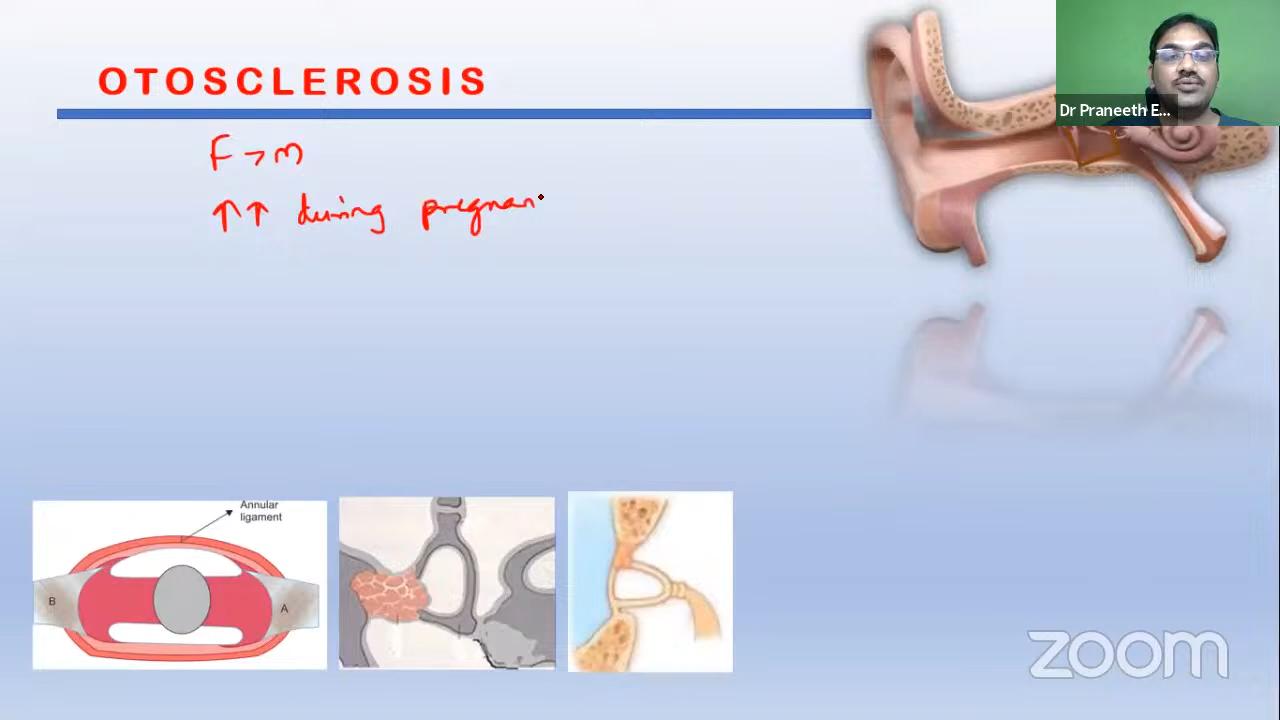 OTOSCLEROSIS
Dr Praneeth E...
F > m
↑↑ during pregnan
Annular
ligament
B
A
zoom